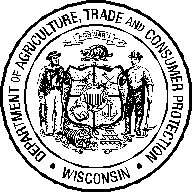 DEPARTMENT OF AGRICULTURE, TRADE AND CONSUMER PROTECTION
• WISCONSIN •